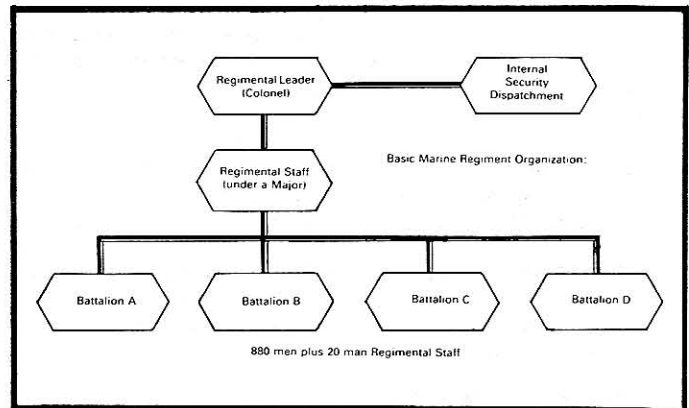 Regimental Leader
(Colonel)
Internal
Security
Dispatchment
Regimental Staff
(under a Major)
Basic Marine Regiment Organization:
Battalion A
Battalion B
Battalion C
Battalion D
880 men plus 20 man Regimental Staff